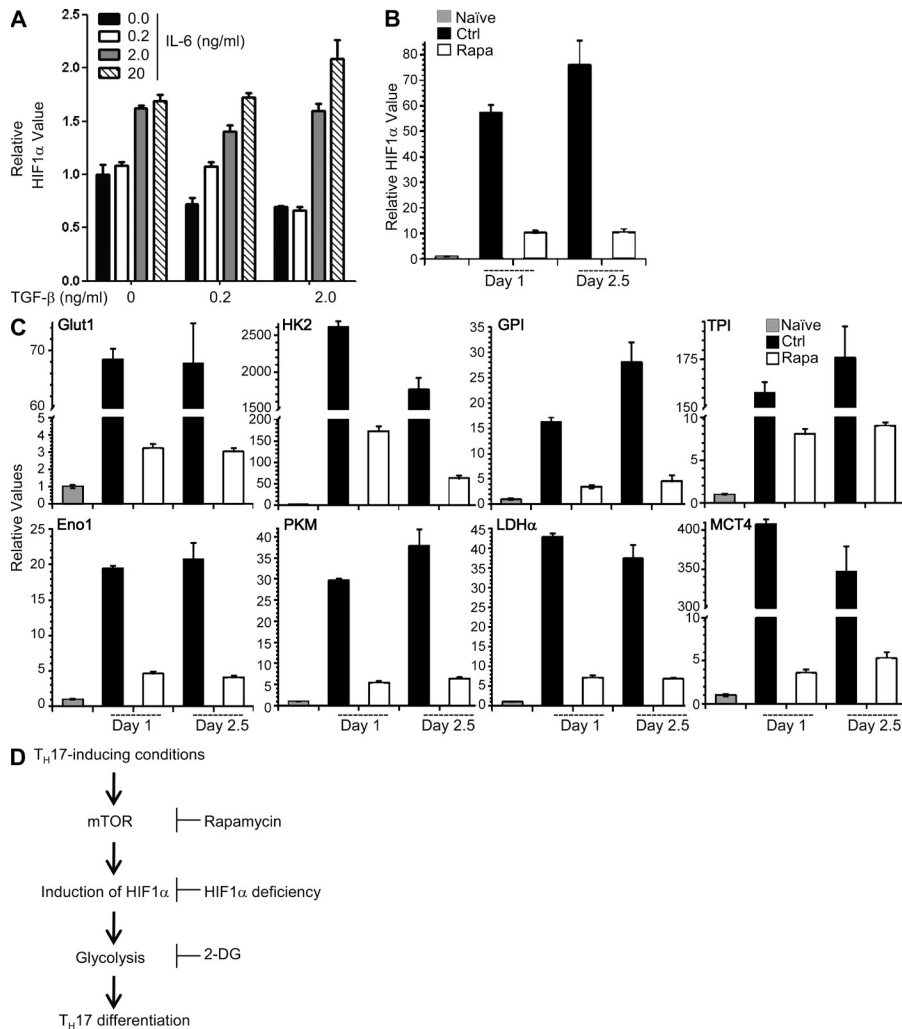 A
Relative
HIF1α Value
2.5
2.0
1.5
1.0
0.5
0.0
0.0
0.2
2.0
20
IL-6 (ng/ml)
TGF-β (ng/ml) 0 0.2 2.0
B
Naïve
Ctrl
Rapa
Relative HIF1α Value
80
70
60
50
40
30
20
10
0
Day 1 Day 2.5
C
Relative Values
Glut1
70
60
5
4
3
2
1
0
HK2
2500
2000
1500
200
150
100
50
0
GPI
35
30
25
20
15
10
5
0
TPI
175
150
10
5
0
Naïve
Ctrl
Rapa
Eno1
25
20
15
10
5
0
Day 1 Day 2.5
PKM
40
35
30
25
20
15
10
5
0
Day 1 Day 2.5
LDHα
45
40
35
30
25
20
15
10
5
0
Day 1 Day 2.5
MCT4
400
350
300
5
0
Day 1 Day 2.5
D
TH17-inducing conditions
mTOR Rapamycin
Induction of HIF1α HIF1α deficiency
Glycolysis 2-DG
TH17 differentiation